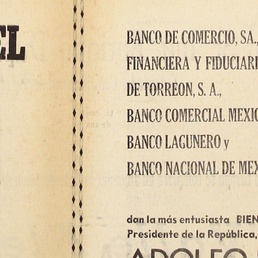 EL
BANCO DE COMERCIO, SA.,
FINANCIERA Y FIDUCIARI
DE TORREON, S. A.,
BANCO COMERCIAL MEXIC
BANCO LAGUNERO y
BANCO NACIONAL DE MEX
dan la más entusiasta BIEN
Presidente de la República,
ADOLFO